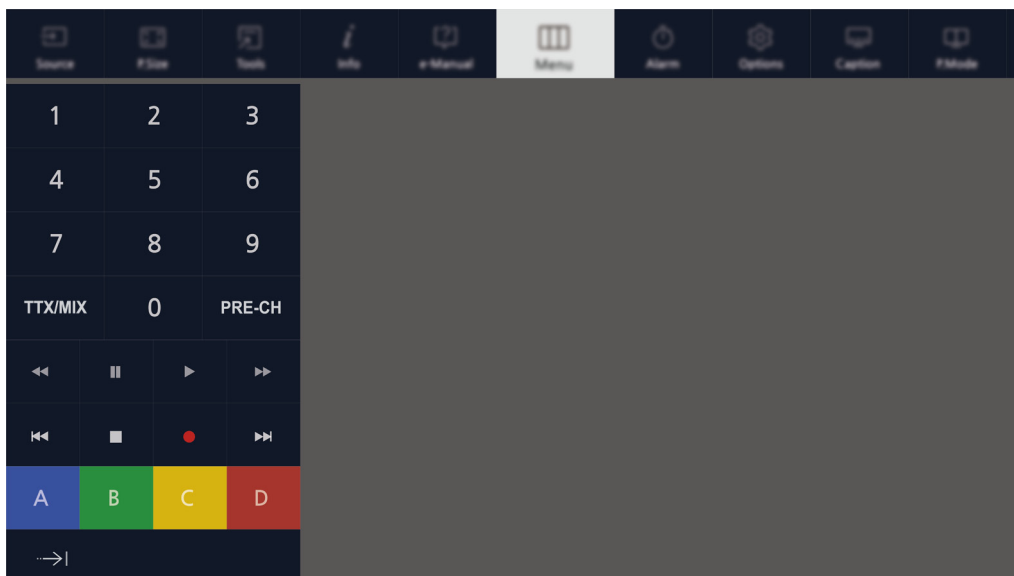 Source P.Size Tools Info e-Manual Menu Alarm Options Caption P.Mode
1 2 3
4 5 6
7 8 9
TTX/MIX 0 PRE-CH
A B C D